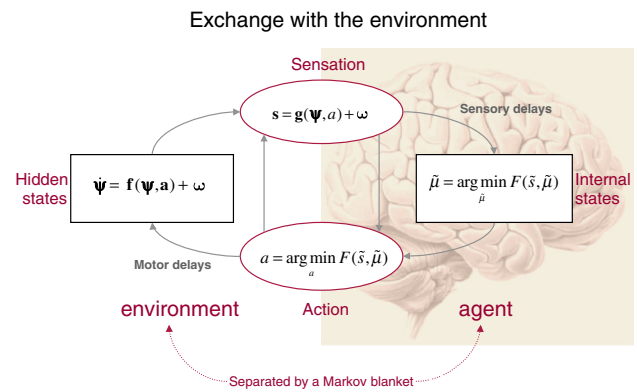 Exchange with the environment
Sensation
s = g(ψ, a) + ω
Sensory delays
Hidden
states
ψ̇ = f(ψ, a) + ω
μ̃ = arg min F(s̃, μ̃)
μ̃
Internal
states
a = arg min F(s̃, μ̃)
a
Motor delays
environment
Action
agent
Separated by a Markov blanket